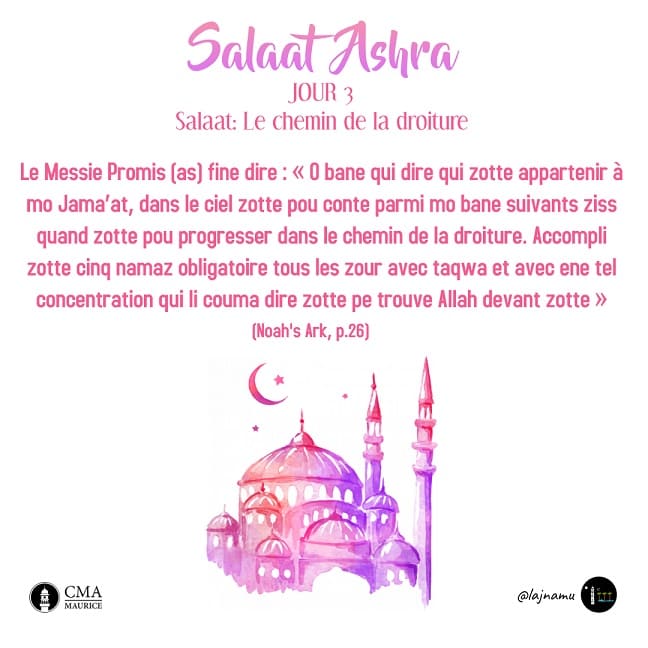 Salaat Ashra
JOUR 3
Salaat: Le chemin de la droiture
Le Messie Promis (as) fine dire : « O bane qui dire qui zotte appartenir à
mo Jama'at, dans le ciel zotte pou conte parmi mo bane suivants ziss
quand zotte pou progresser dans le chemin de la droiture. Accompli
zotte cinq namaz obligatoire tous les zour avec taqwa et avec ene tel
concentration qui li couma dire zotte pe trouve Allah devant zotte »
(Noah's Ark, p.26)
CMA
MAURICE
@lajnamu